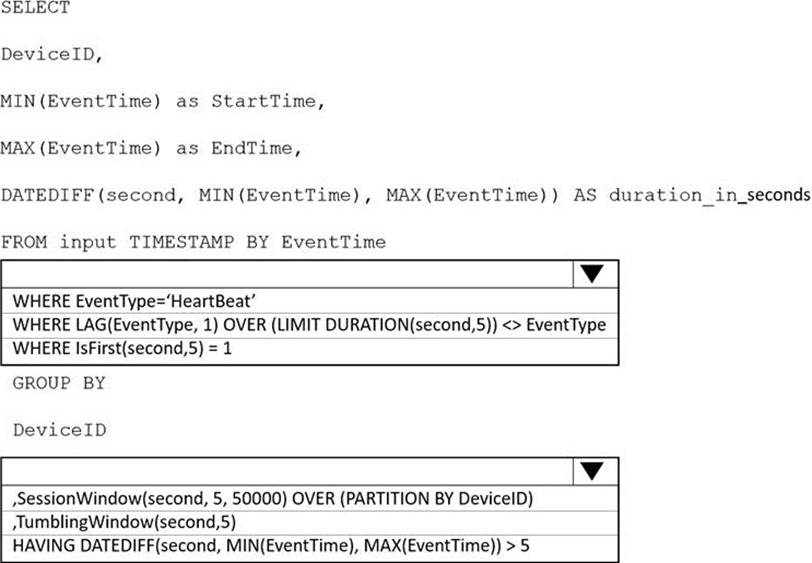 SELECT
DeviceID,
MIN(EventTime) as StartTime,
MAX(EventTime) as EndTime,
DATEDIFF(second, MIN(EventTime), MAX(EventTime)) AS duration_in_seconds
FROM input TIMESTAMP BY EventTime
WHERE EventType=‘HeartBeat’
WHERE LAG(EventType, 1) OVER (LIMIT DURATION(second,5)) <> EventType
WHERE IsFirst(second,5) = 1
GROUP BY
DeviceID
,SessionWindow(second, 5, 50000) OVER (PARTITION BY DeviceID)
,TumblingWindow(second,5)
HAVING DATEDIFF(second, MIN(EventTime), MAX(EventTime)) > 5